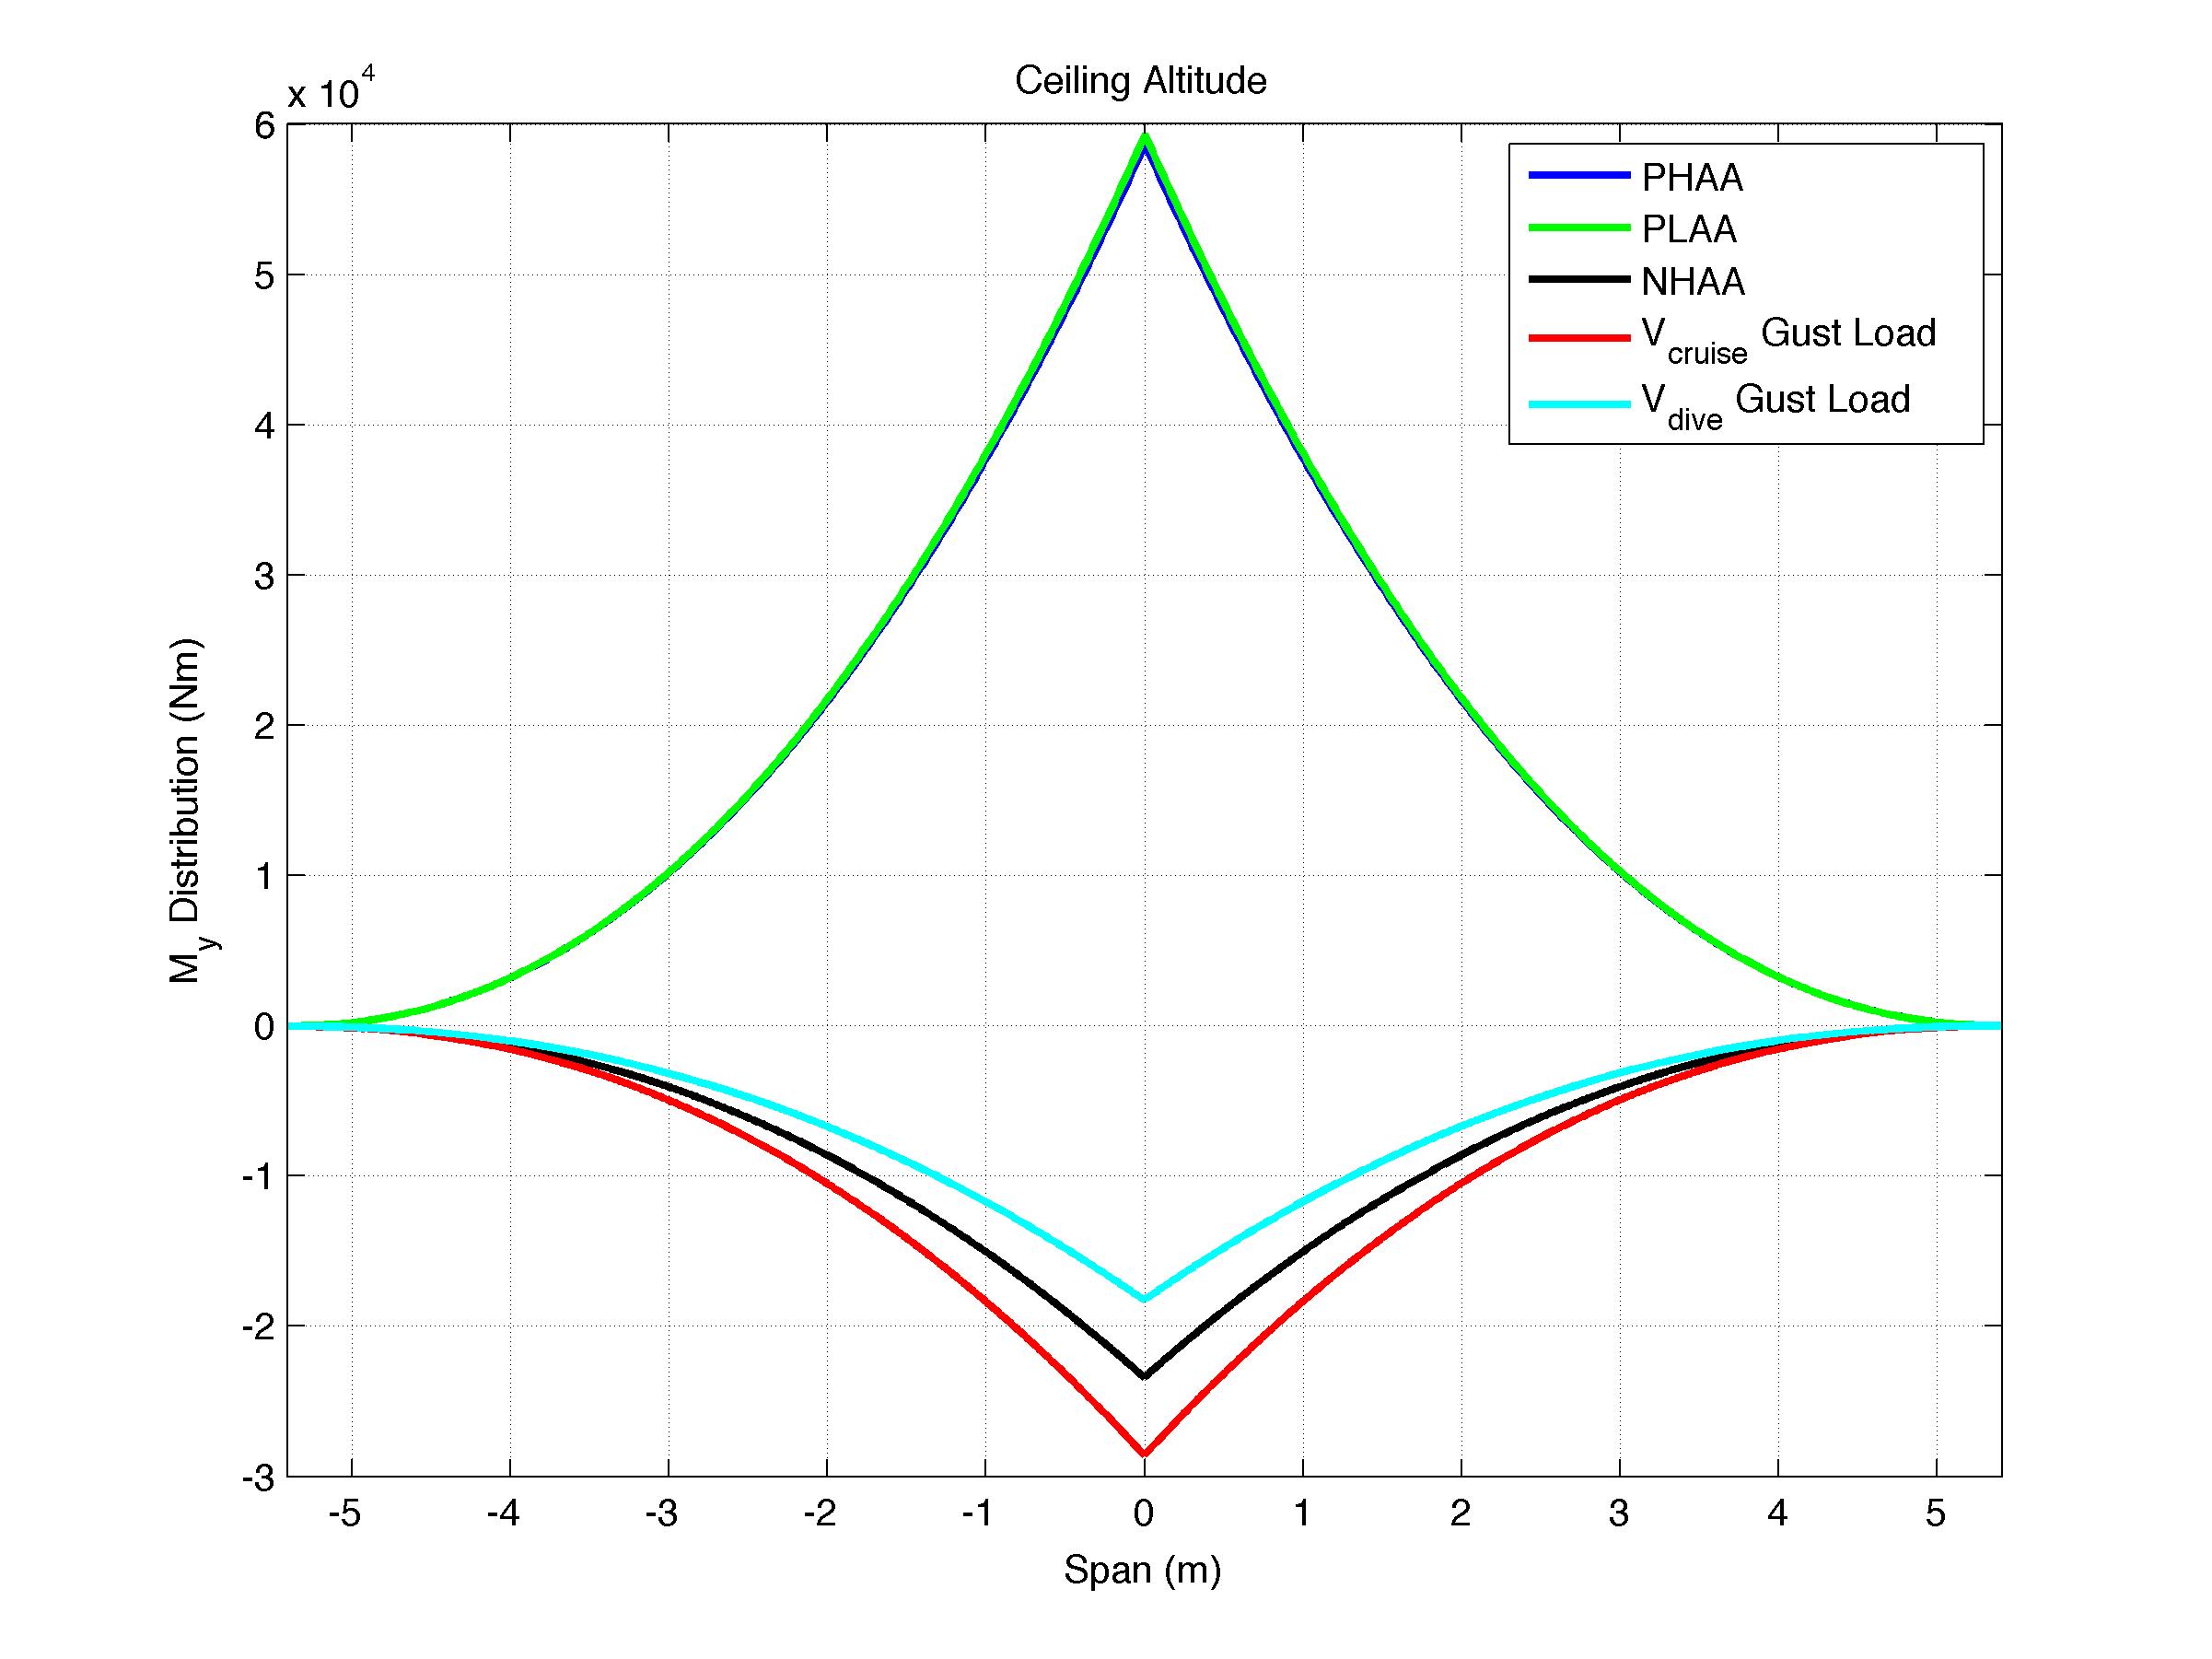 Ceiling Altitude
x 10^4
6
5
4
3
2
1
0
-1
-2
-3
-5 -4 -3 -2 -1 0 1 2 3 4 5
Span (m)
M_y Distribution (Nm)
PHAA
PLAA
NHAA
V_cruise Gust Load
V_dive Gust Load